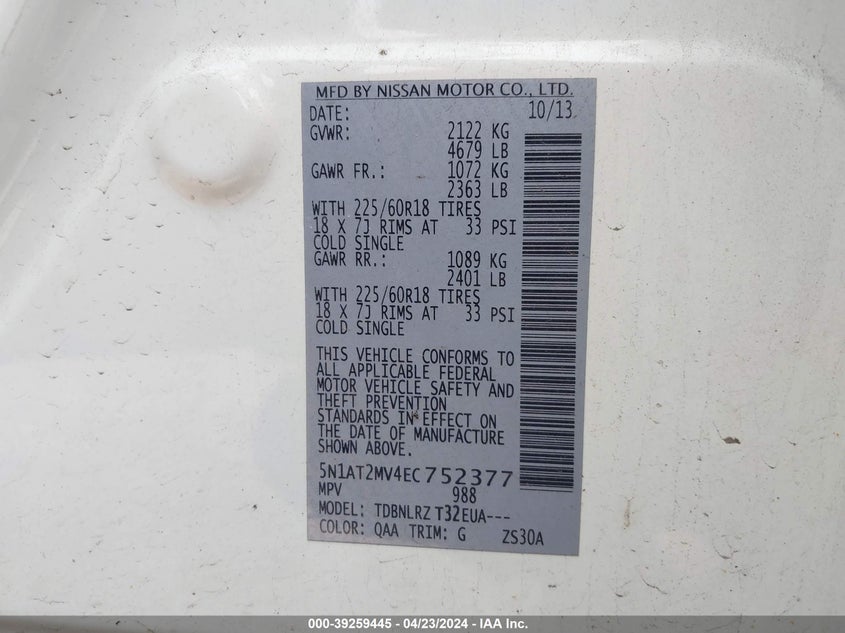 MFD BY NISSAN MOTOR CO., LTD.
DATE: 10/13
GVWR: 2122 KG
4679 LB
GAWR FR.: 1072 KG
2363 LB
WITH 225/60R18 TIRES
18 X 7J RIMS AT 33 PSI
COLD SINGLE
GAWR RR.: 1089 KG
2401 LB
WITH 225/60R18 TIRES
18 X 7J RIMS AT 33 PSI
COLD SINGLE
THIS VEHICLE CONFORMS TO
ALL APPLICABLE FEDERAL
MOTOR VEHICLE SAFETY AND
THEFT PREVENTION
STANDARDS IN EFFECT ON
THE DATE OF MANUFACTURE
SHOWN ABOVE.
5N1AT2MV4EC752377
MPV 988
MODEL: TDBNLRZ T32EUA---
COLOR: QAA TRIM: G ZS30A
000-39259445 - 04/23/2024 - IAA Inc.